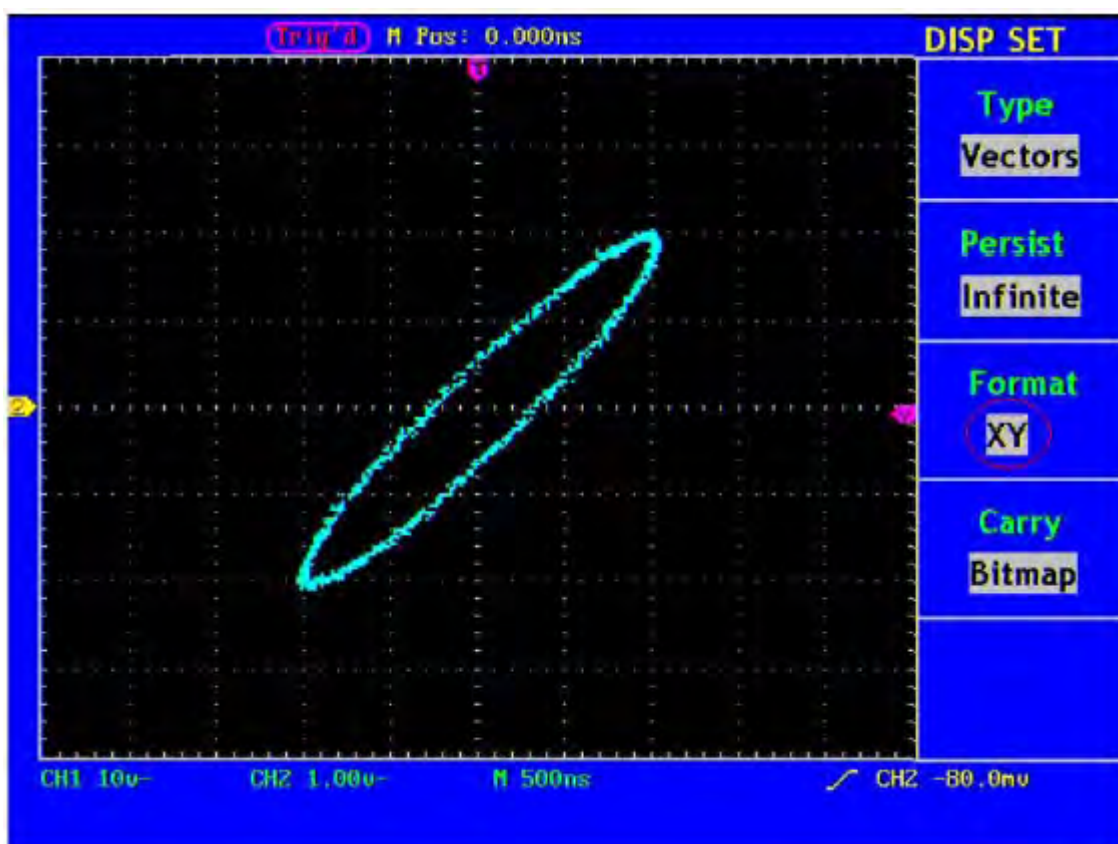 Trig'd M Pos: 0.000ns
DISP SET
Type
Vectors
Persist
Infinite
Format
XY
Carry
Bitmap
2
CH1 10v- CH2 1.00v- M 500ns CH2 -80.0mv